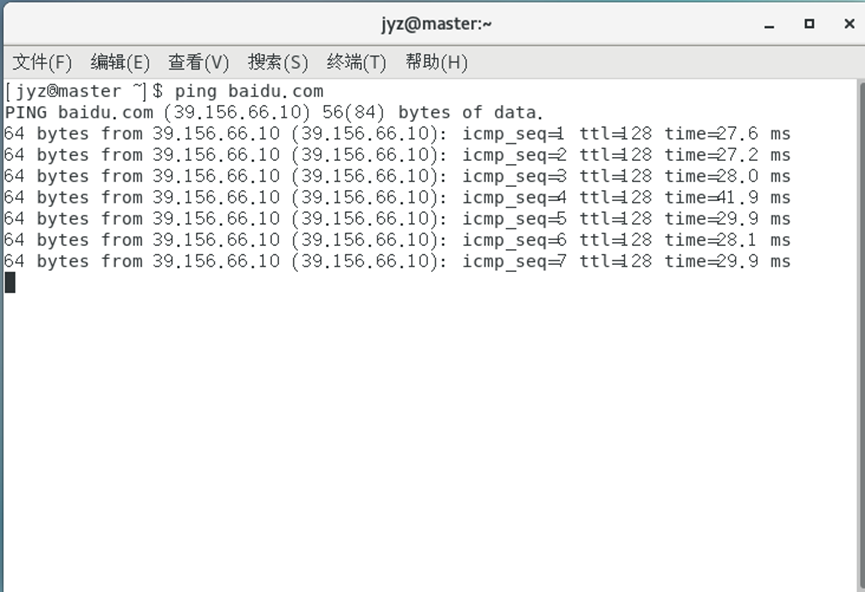 jyz@master:~
文件(F) 编辑(E) 查看(V) 搜索(S) 终端(T) 帮助(H)
[jyz@master ~]$ ping baidu.com
PING baidu.com (39.156.66.10) 56(84) bytes of data.
64 bytes from 39.156.66.10 (39.156.66.10): icmp_seq=1 ttl=128 time=27.6 ms
64 bytes from 39.156.66.10 (39.156.66.10): icmp_seq=2 ttl=128 time=27.2 ms
64 bytes from 39.156.66.10 (39.156.66.10): icmp_seq=3 ttl=128 time=28.0 ms
64 bytes from 39.156.66.10 (39.156.66.10): icmp_seq=4 ttl=128 time=41.9 ms
64 bytes from 39.156.66.10 (39.156.66.10): icmp_seq=5 ttl=128 time=29.9 ms
64 bytes from 39.156.66.10 (39.156.66.10): icmp_seq=6 ttl=128 time=28.1 ms
64 bytes from 39.156.66.10 (39.156.66.10): icmp_seq=7 ttl=128 time=29.9 ms